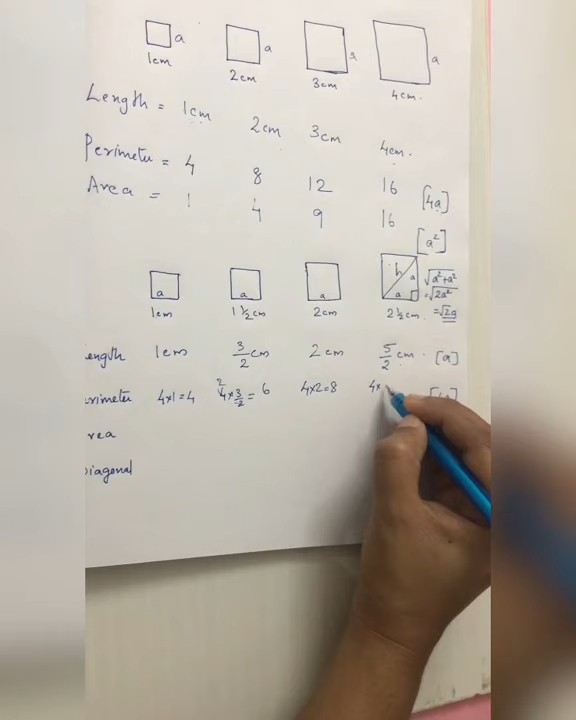 a a a a
1cm 2cm 3cm 4cm.
Length = 1cm 2cm 3cm 4cm.
Perimeter = 4 8 12 16 [4a]
Area = 1 4 9 16 [a²]
a a a h a a √a²+a²
=√2a²
=√2a
1cm 1½cm 2cm 2½cm
ength 1cm 3/2 cm 2cm 5/2 cm. [a]
rimeter 4×1=4 4×3/2=6 2 4×2=8 4×
rea
iagonal